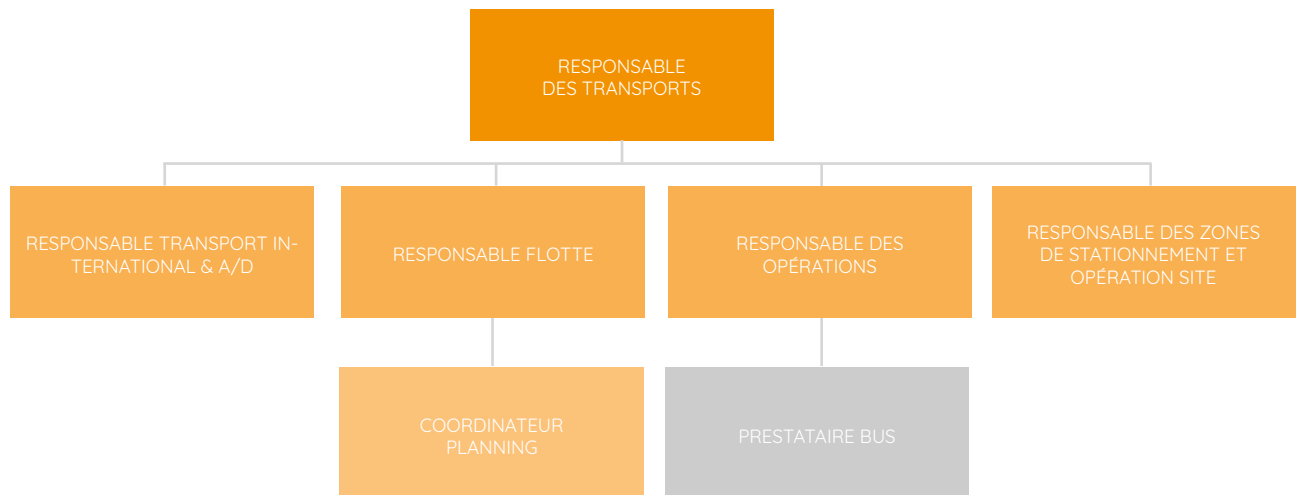 RESPONSABLE
DES TRANSPORTS
RESPONSABLE TRANSPORT IN-
TERNATIONAL & A/D
RESPONSABLE FLOTTE
RESPONSABLE DES
OPÉRATIONS
RESPONSABLE DES ZONES
DE STATIONNEMENT ET
OPÉRATION SITE
COORDINATEUR
PLANNING
PRESTATAIRE BUS